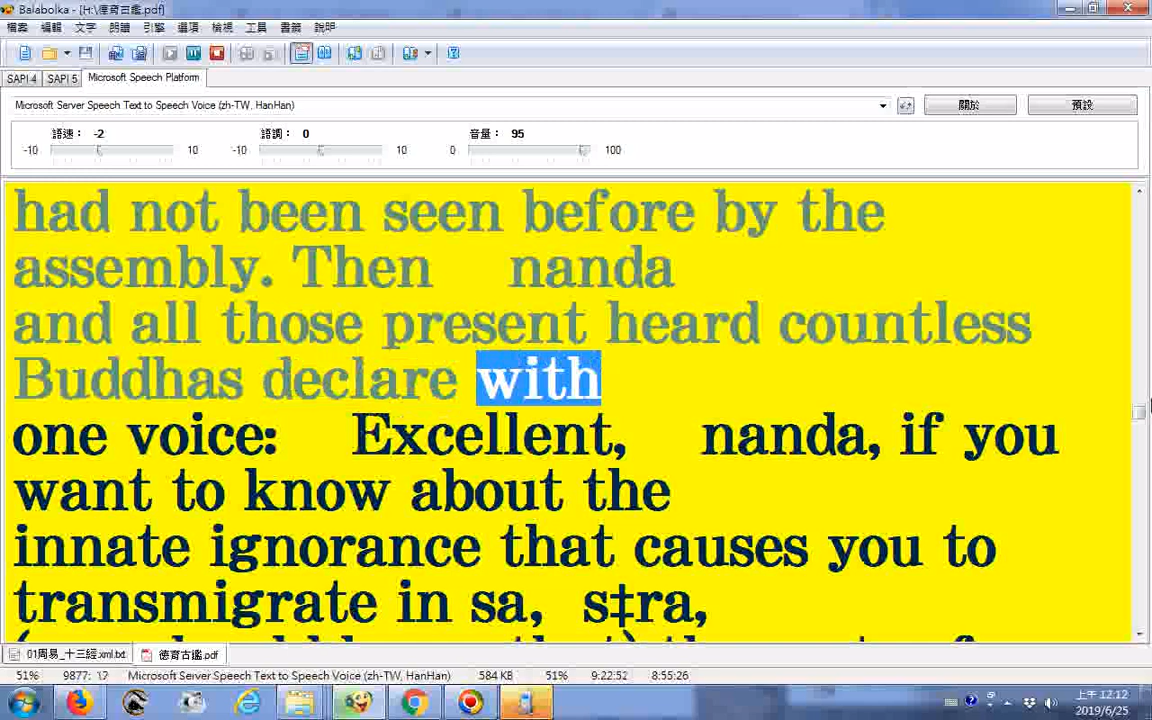 Balabolka - [H:\德育古鑑.pdf]
檔案 編輯 文字 朗讀 引擎 選項 檢視 工具 書籤 說明
SAPI 4 SAPI 5 Microsoft Speech Platform
Microsoft Server Speech Text to Speech Voice (zh-TW, HanHan) 關於 預設
語速： -2 語調： 0 音量： 95
-10 10 -10 10 0 100
had not been seen before by the
assembly. Then nanda
and all those present heard countless
Buddhas declare with
one voice: Excellent, nanda, if you
want to know about the
innate ignorance that causes you to
transmigrate in sa, s‡ra,
01周易_十三經.xml.txt 德育古鑑.pdf
51% 9877: 17 Microsoft Server Speech Text to Speech Voice (zh-TW, HanHan) 584 KB 51% 9:22:52 8:55:26
上午 12:12
2019/6/25